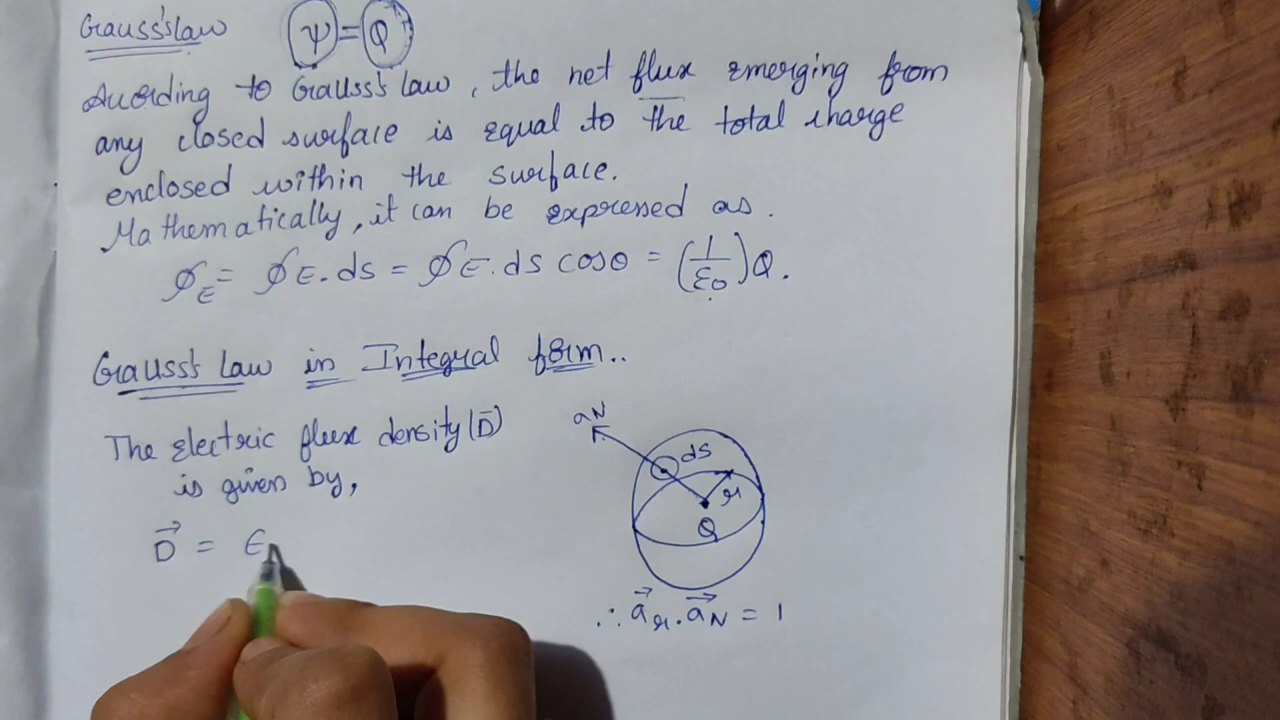 Gauss's law ψ = Q
According to Gauss's law, the net flux emerging from
any closed surface is equal to the total charge
enclosed within the surface.
Mathematically, it can be expressed as.
∮_E = ∮E.ds = ∮E.ds cosθ = (1/ε₀)Q.
Gauss's Law in Integral form..
The electric flux density (D⃗)
is given by,
D⃗ = ∈
aN
ds
r
Q
∴ a⃗r . a⃗N = 1